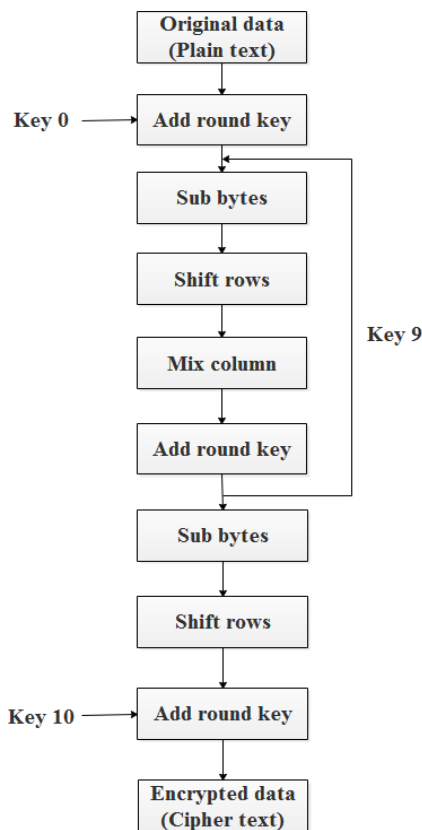 Original data
(Plain text)
Key 0
Add round key
Sub bytes
Shift rows
Mix column
Key 9
Add round key
Sub bytes
Shift rows
Key 10
Add round key
Encrypted data
(Cipher text)